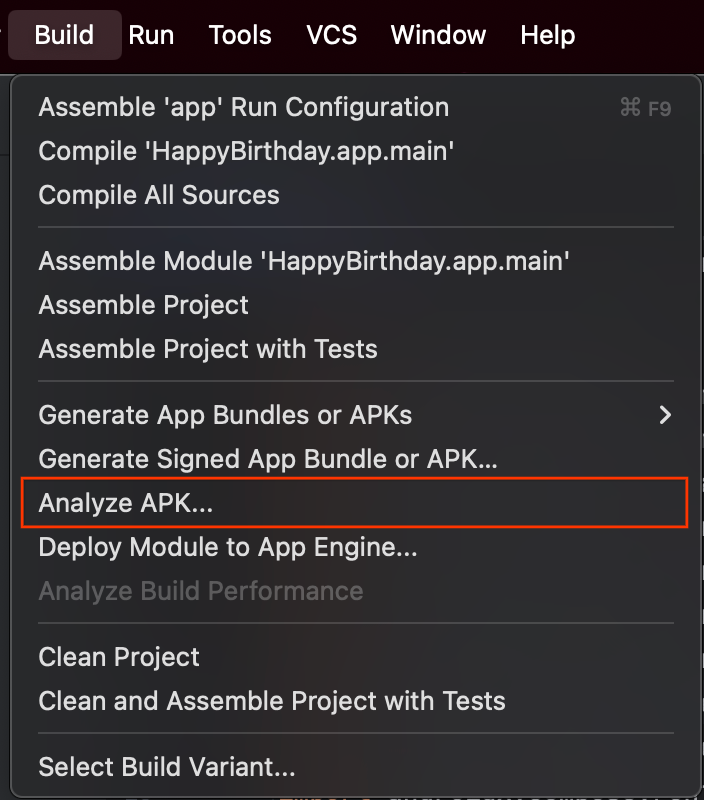 Build Run Tools VCS Window Help
Assemble 'app' Run Configuration ⌘ F9
Compile 'HappyBirthday.app.main'
Compile All Sources
Assemble Module 'HappyBirthday.app.main'
Assemble Project
Assemble Project with Tests
Generate App Bundles or APKs
Generate Signed App Bundle or APK...
Analyze APK...
Deploy Module to App Engine...
Analyze Build Performance
Clean Project
Clean and Assemble Project with Tests
Select Build Variant...